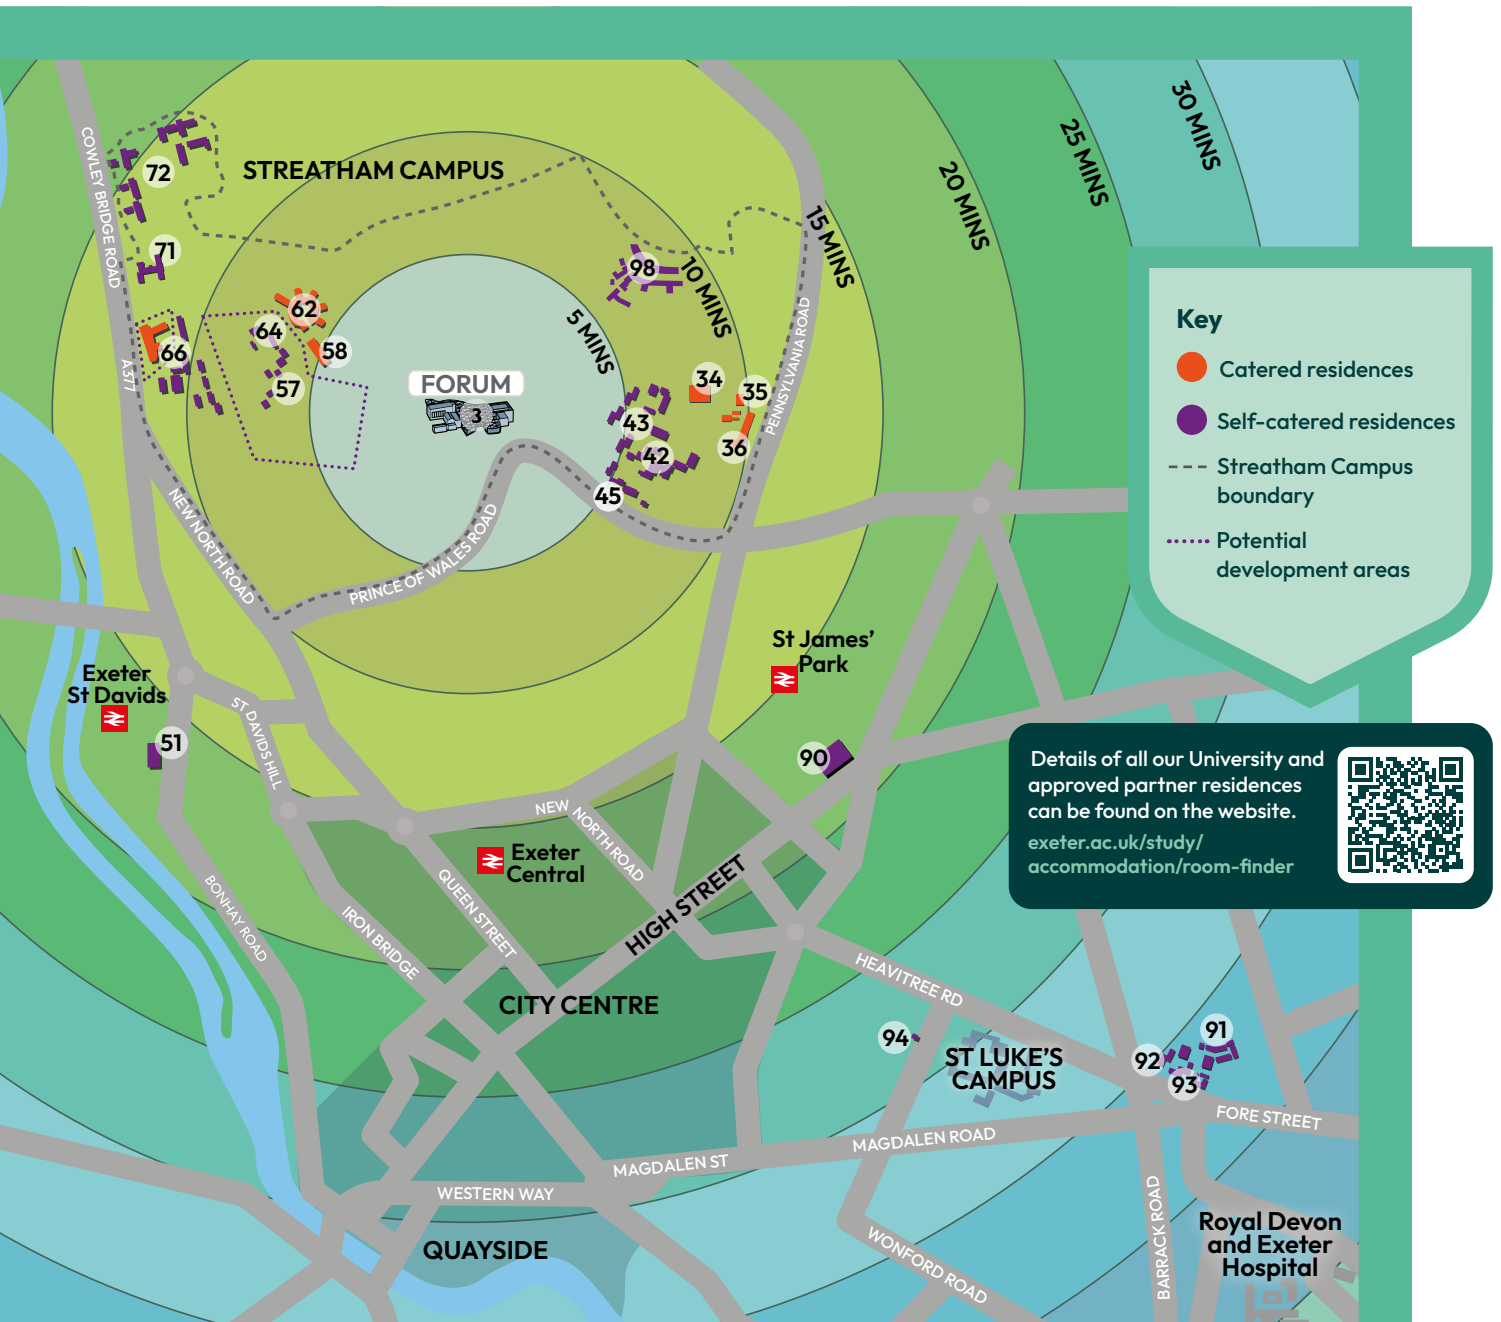 COWLEY BRIDGE ROAD
72
STREATHAM CAMPUS
30 MINS
25 MINS
20 MINS
15 MINS
10 MINS
5 MINS
71
98
62
64
58
66
57
A377
FORUM
3
34
35
43
36
42
45
PENNSYLVANIA ROAD
Key
Catered residences
Self-catered residences
Streatham Campus
boundary
Potential
development areas
NEW NORTH ROAD
PRINCE OF WALES ROAD
St James’
Park
Exeter
St Davids
51
ST DAVIDS HILL
90
Details of all our University and
approved partner residences
can be found on the website.
exeter.ac.uk/study/
accommodation/room-finder
NEW NORTH ROAD
Exeter
Central
BONHAY ROAD
IRON BRIDGE
QUEEN STREET
HIGH STREET
CITY CENTRE
HEAVITREE RD
94
ST LUKE’S
CAMPUS
91
92
93
FORE STREET
MAGDALEN ROAD
MAGDALEN ST
WESTERN WAY
QUAYSIDE
WONFORD ROAD
BARRACK ROAD
Royal Devon
and Exeter
Hospital